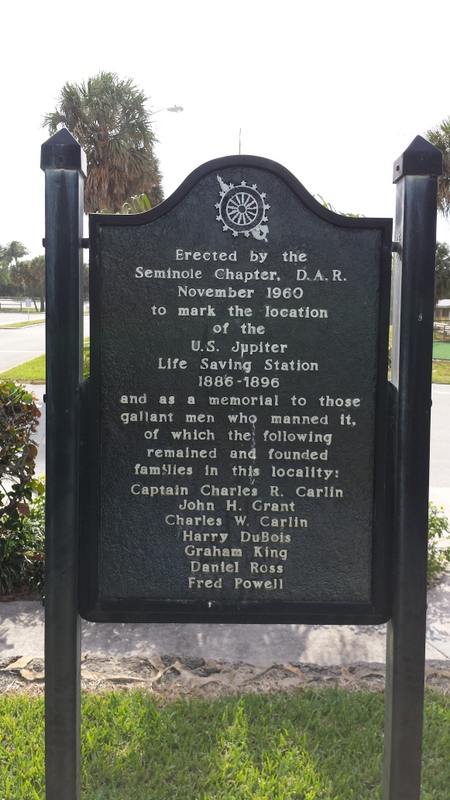 Erected by the
Seminole Chapter, D.A.R.
November 1960
to mark the location
of the
U.S. Jupiter
Life Saving Station
1886-1896
and as a memorial to those
gallant men who manned it,
of which the following
remained and founded
families in this locality:
Captain Charles R. Carlin
John H. Grant
Charles W. Carlin
Harry DuBois
Graham King
Daniel Ross
Fred Powell